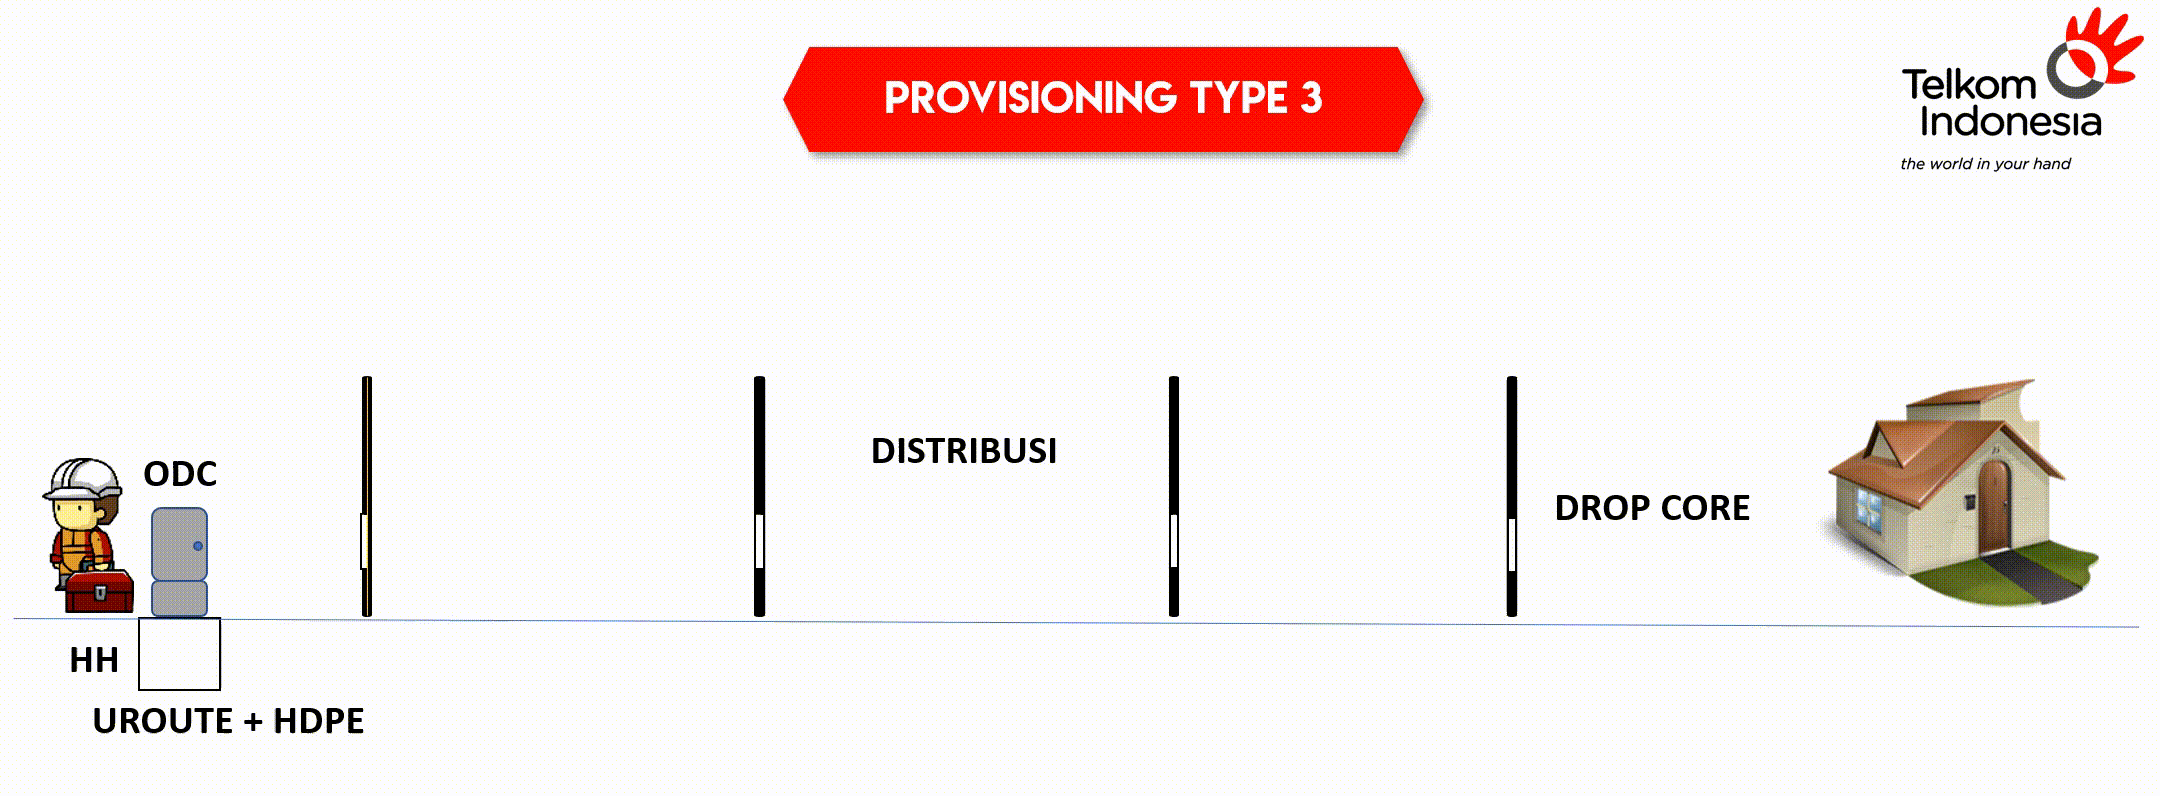 PROVISIONING TYPE 3
Telkom
Indonesia
the world in your hand
ODC
DISTRIBUSI
DROP CORE
HH
UROUTE + HDPE